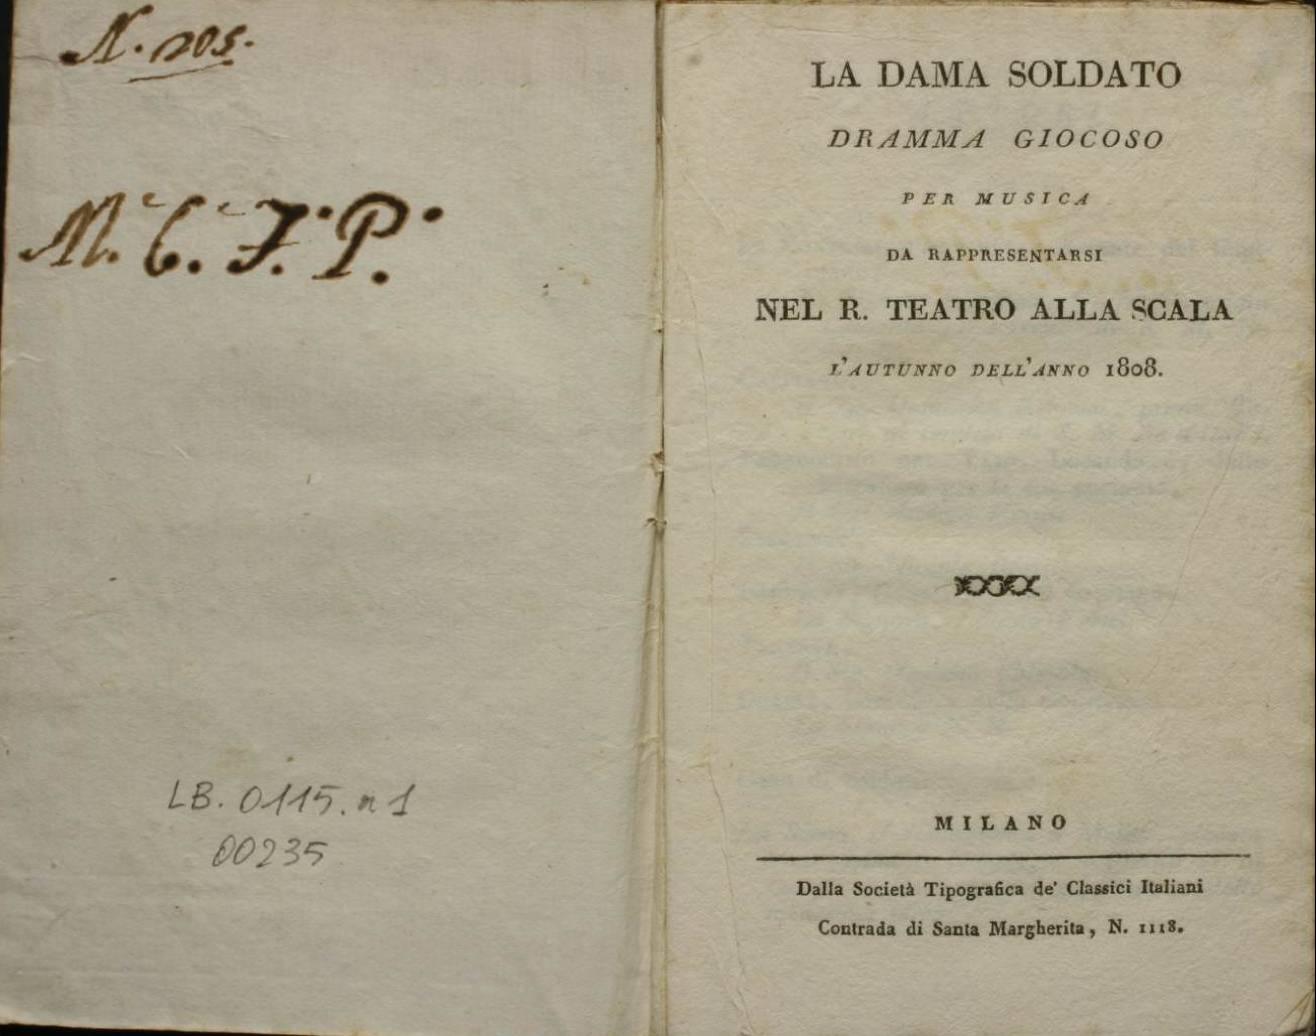 N. 205.
M. C. F. P.
LB. 0115. n 1
00235
LA DAMA SOLDATO
DRAMMA GIOCOSO
PER MUSICA
DA RAPPRESENTARSI
NEL R. TEATRO ALLA SCALA
L'AUTUNNO DELL'ANNO 1808.
MILANO
Dalla Società Tipografica de' Classici Italiani
Contrada di Santa Margherita, N. 1118.